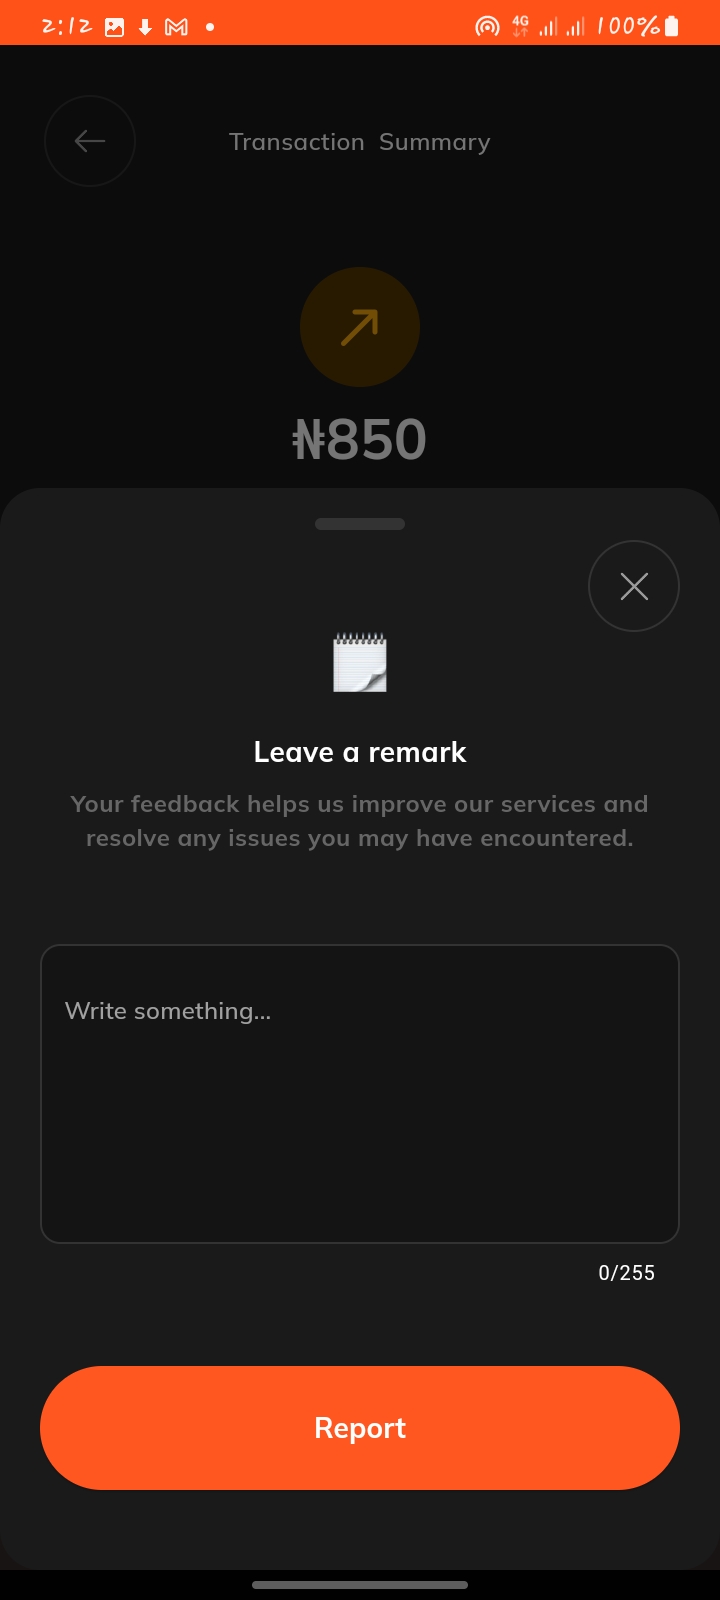 2:12
4G
100%
Transaction Summary
₦850
Leave a remark
Your feedback helps us improve our services and
resolve any issues you may have encountered.
Write something...
0/255
Report